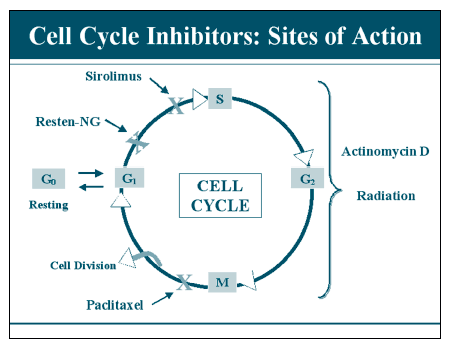 Cell Cycle Inhibitors: Sites of Action
Sirolimus
X
S
Resten-NG
X
Actinomycin D
G0
G1
CELL
CYCLE
G2
Radiation
Resting
Cell Division
X
M
Paclitaxel